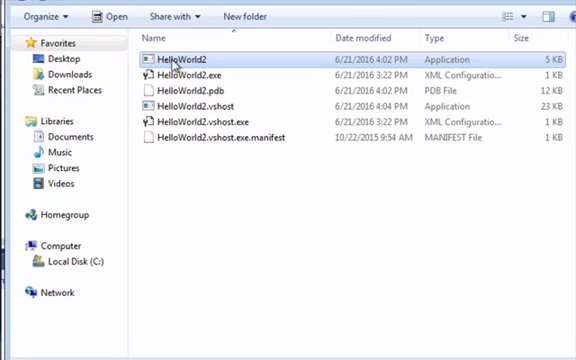 Organize Open Share with New folder
Favorites
Desktop
Downloads
Recent Places
Libraries
Documents
Music
Pictures
Videos
Homegroup
Computer
Local Disk (C:)
Network
Name Date modified Type Size
HelloWorld2 6/21/2016 4:02 PM Application 5 KB
HelloWorld2.exe 6/21/2016 3:22 PM XML Configuratio... 1 KB
HelloWorld2.pdb 6/21/2016 4:02 PM PDB File 12 KB
HelloWorld2.vshost 6/21/2016 4:04 PM Application 23 KB
HelloWorld2.vshost.exe 6/21/2016 3:22 PM XML Configuratio... 1 KB
HelloWorld2.vshost.exe.manifest 10/22/2015 9:54 AM MANIFEST File 1 KB